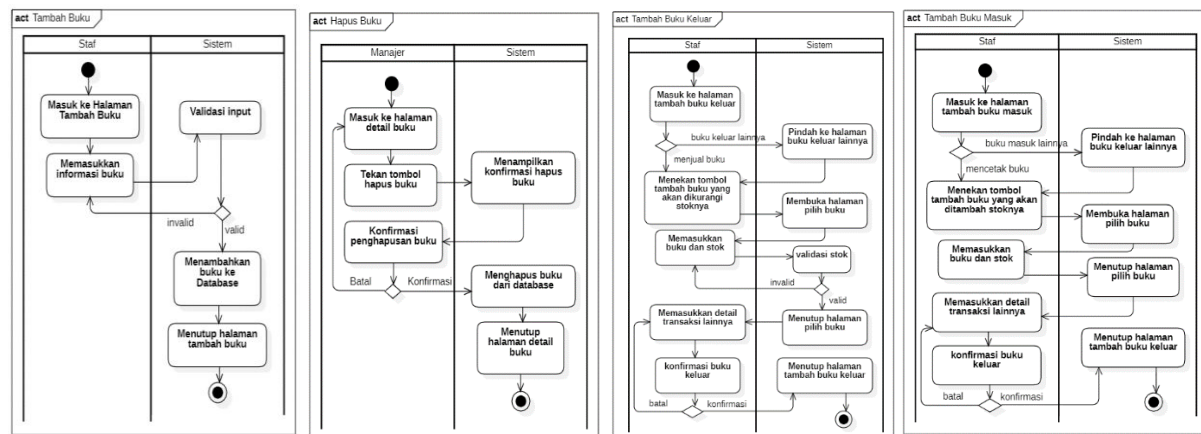 act Tambah Buku
Staf
Sistem
Masuk ke Halaman
Tambah Buku
Validasi input
Memasukkan
informasi buku
invalid
valid
Menambahkan
buku ke
Database
Menutup halaman
tambah buku
act Hapus Buku
Manajer
Sistem
Masuk ke halaman
detail buku
Tekan tombol
hapus buku
Menampilkan
konfirmasi hapus
buku
Konfirmasi
penghapusan buku
Batal
Konfirmasi
Menghapus buku
dari database
Menutup
halaman detail
buku
act Tambah Buku Keluar
Staf
Sistem
Masuk ke halaman
tambah buku keluar
buku keluar lainnya
Pindah ke halaman
buku keluar lainnya
menjual buku
Menekan tombol
tambah buku yang
akan dikurangi
stoknya
Membuka halaman
pilih buku
Memasukkan
buku dan stok
validasi stok
invalid
valid
Memasukkan detail
transaksi lainnya
Menutup halaman
pilih buku
konfirmasi buku
keluar
Menutup halaman
tambah buku keluar
batal
konfirmasi
act Tambah Buku Masuk
Staf
Sistem
Masuk ke halaman
tambah buku masuk
buku masuk lainnya
Pindah ke halaman
buku keluar lainnya
mencetak buku
Menekan tombol
tambah buku yang akan
ditambah stoknya
Membuka halaman
pilih buku
Memasukkan
buku dan stok
Menutup halaman
pilih buku
Memasukkan detail
transaksi lainnya
konfirmasi buku
keluar
Menutup halaman
tambah buku keluar
batal
konfirmasi